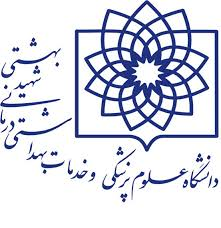 دانشگاه علوم پزشکی و خدمات بهداشتی درمانی شهید بهشتی